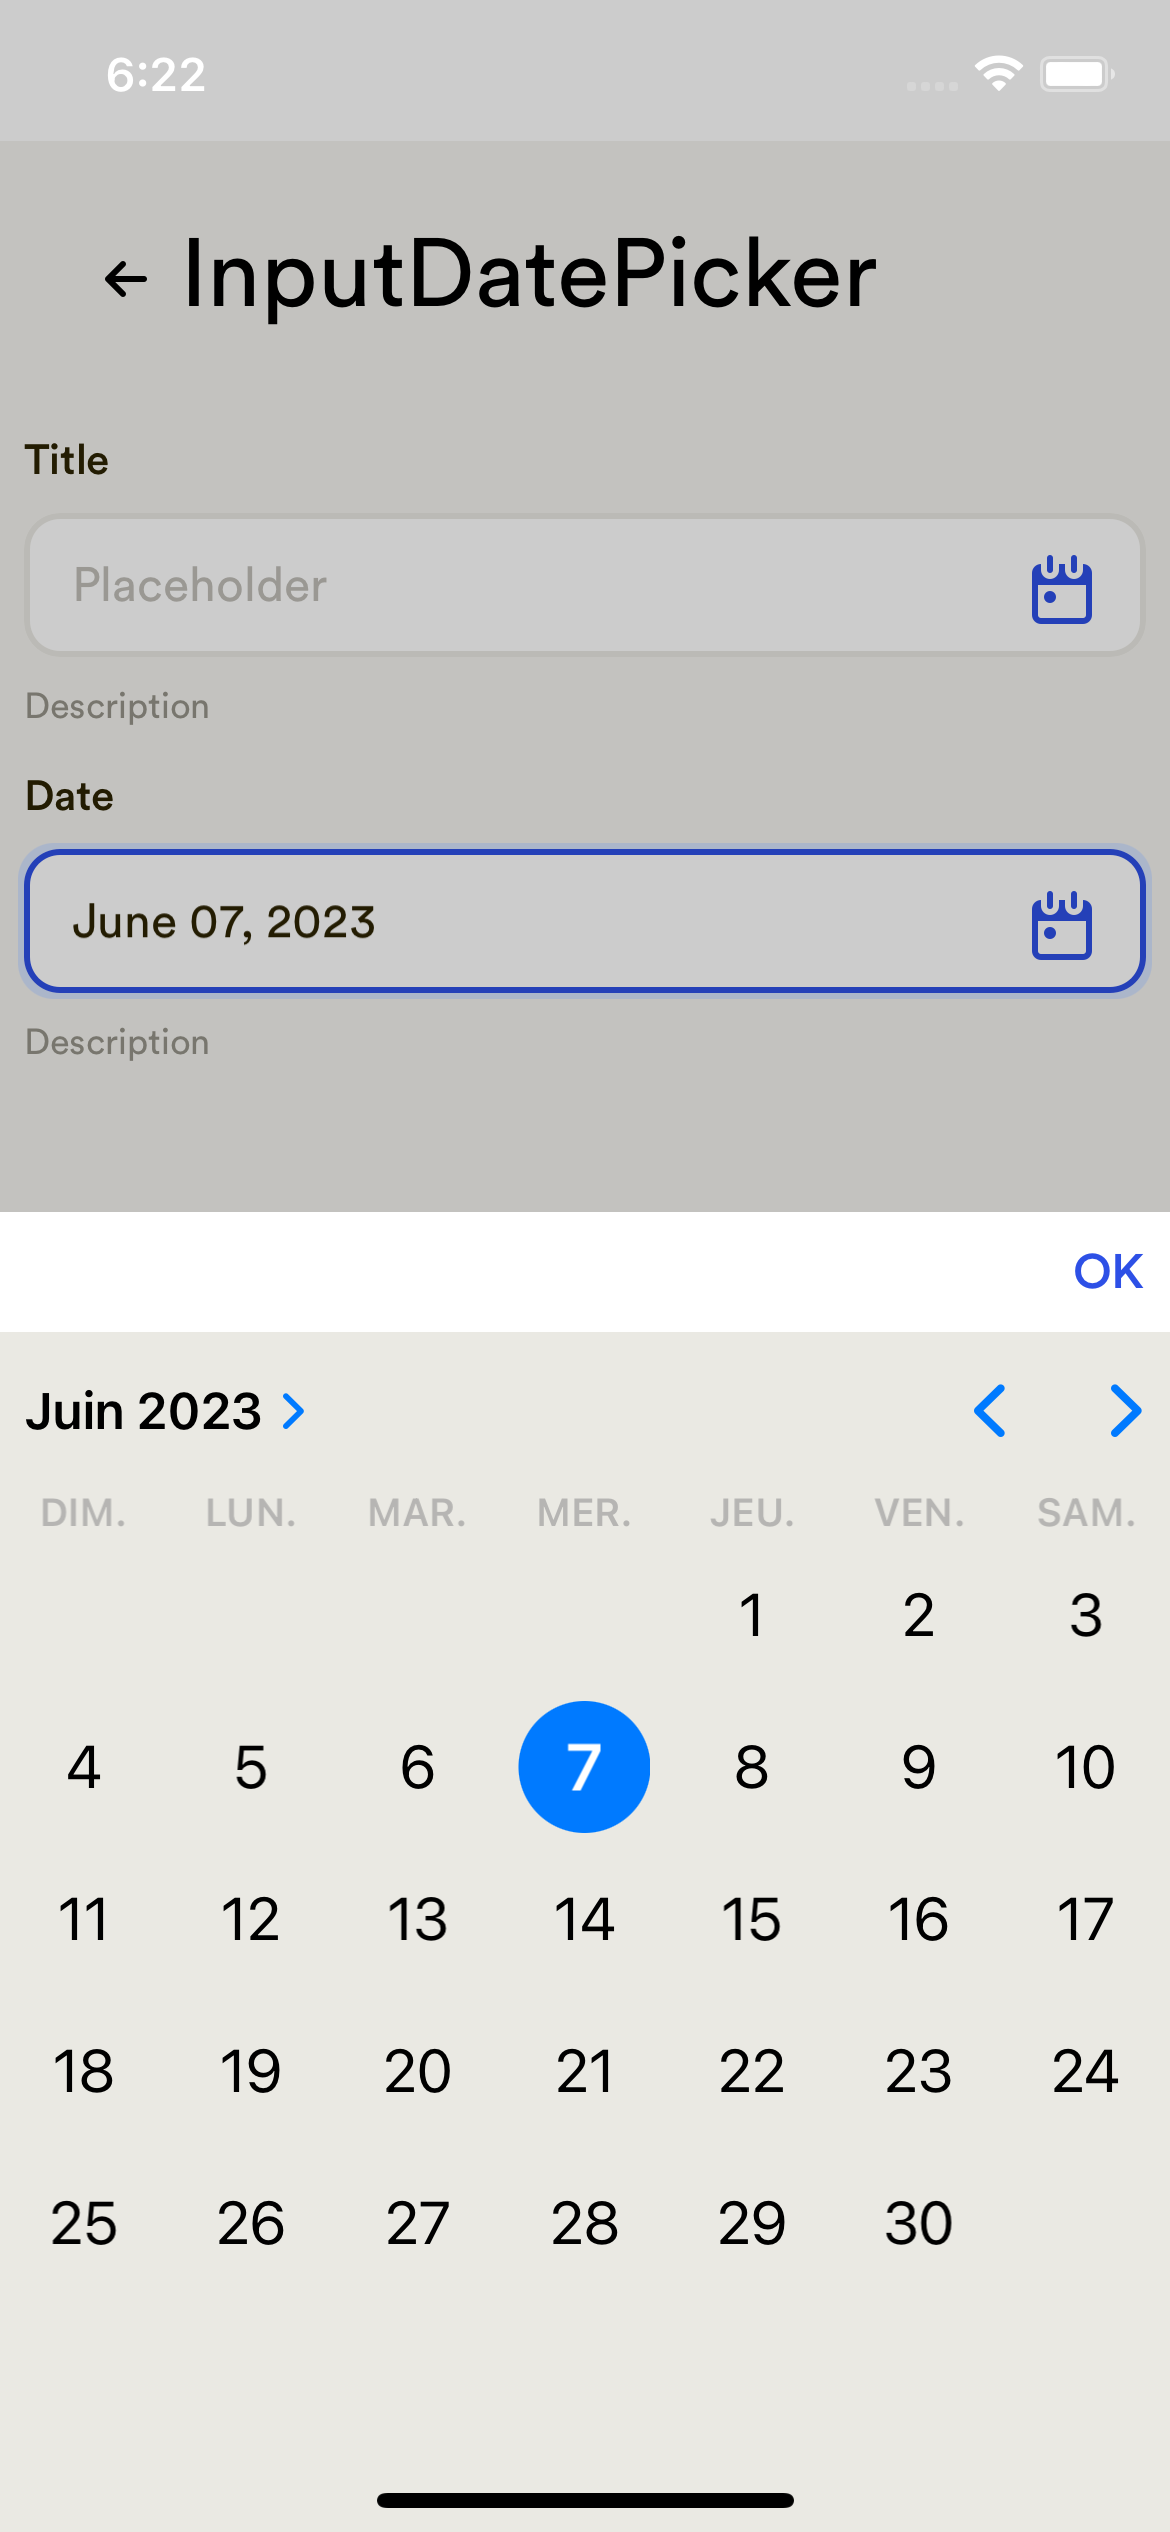 6:22
InputDatePicker
Title
Placeholder
Description
Date
June 07, 2023
Description
OK
Juin 2023
DIM. LUN. MAR. MER. JEU. VEN. SAM.
1 2 3
4 5 6 7 8 9 10
11 12 13 14 15 16 17
18 19 20 21 22 23 24
25 26 27 28 29 30